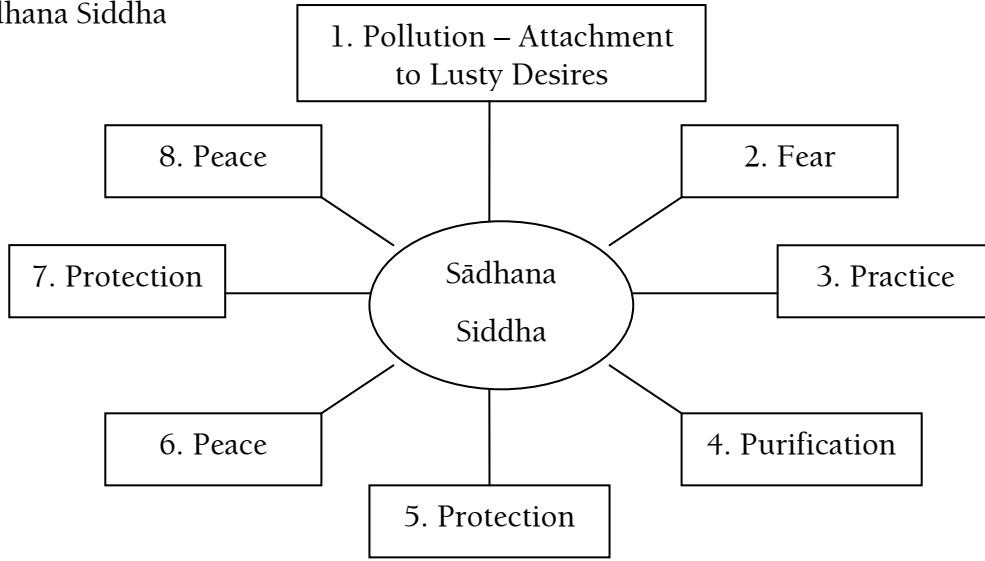 dhana Siddha
1. Pollution – Attachment
to Lusty Desires
2. Fear
3. Practice
4. Purification
5. Protection
6. Peace
7. Protection
8. Peace
Sādhana
Siddha